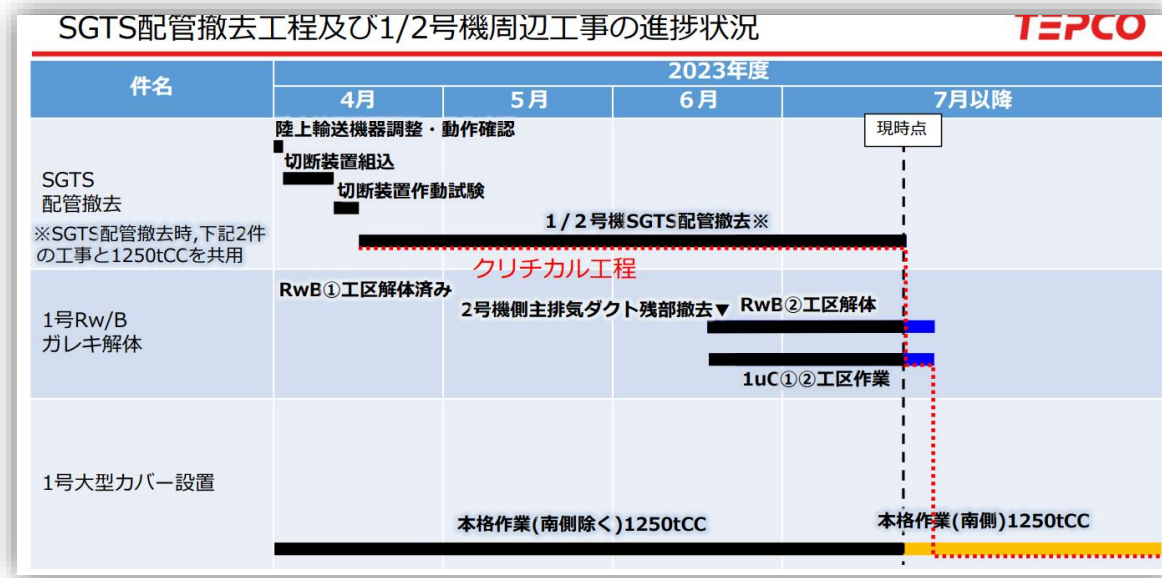 SGTS配管撤去工程及び1/2号機周辺工事の進捗状況
TEPCO
件名
2023年度
4月
5月
6月
7月以降
現時点
陸上輸送機器調整・動作確認
切断装置組込
切断装置作動試験
SGTS
配管撤去
※SGTS配管撤去時,下記2件
の工事と1250tCCを共用
1/2号機SGTS配管撤去※
クリチカル工程
RwB①工区解体済み
2号機側主排気ダクト残部撤去▼
RwB②工区解体
1号Rw/B
ガレキ解体
1uC①②工区作業
1号大型カバー設置
本格作業(南側除く)1250tCC
本格作業(南側)1250tCC